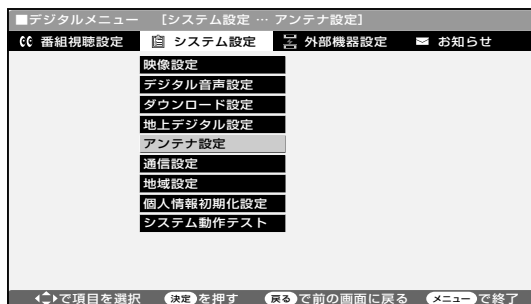 ■デジタルメニュー [システム設定 … アンテナ設定]
番組視聴設定 システム設定 外部機器設定 お知らせ
映像設定
デジタル音声設定
ダウンロード設定
地上デジタル設定
アンテナ設定
通信設定
地域設定
個人情報初期化設定
システム動作テスト
で項目を選択 決定を押す 戻るで前の画面に戻る メニューで終了